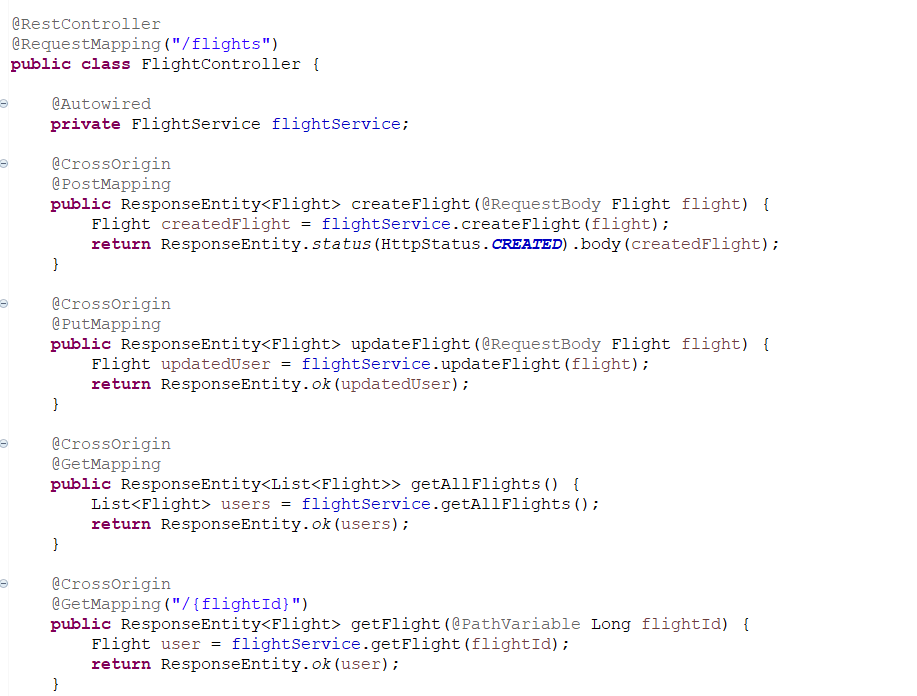 @RestController
@RequestMapping("/flights")
public class FlightController {
@Autowired
private FlightService flightService;
@CrossOrigin
@PostMapping
public ResponseEntity<Flight> createFlight(@RequestBody Flight flight) {
Flight createdFlight = flightService.createFlight(flight);
return ResponseEntity.status(HttpStatus.CREATED).body(createdFlight);
}
@CrossOrigin
@PutMapping
public ResponseEntity<Flight> updateFlight(@RequestBody Flight flight) {
Flight updatedUser = flightService.updateFlight(flight);
return ResponseEntity.ok(updatedUser);
}
@CrossOrigin
@GetMapping
public ResponseEntity<List<Flight>> getAllFlights() {
List<Flight> users = flightService.getAllFlights();
return ResponseEntity.ok(users);
}
@CrossOrigin
@GetMapping("/{flightId}")
public ResponseEntity<Flight> getFlight(@PathVariable Long flightId) {
Flight user = flightService.getFlight(flightId);
return ResponseEntity.ok(user);
}